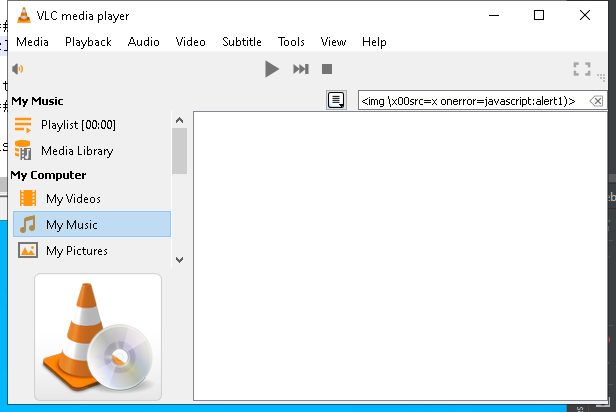 VLC media player
Media Playback Audio Video Subtitle Tools View Help
My Music
<img \x00src=x onerror=javascript:alert1)>
Playlist [00:00]
Media Library
My Computer
My Videos
My Music
My Pictures